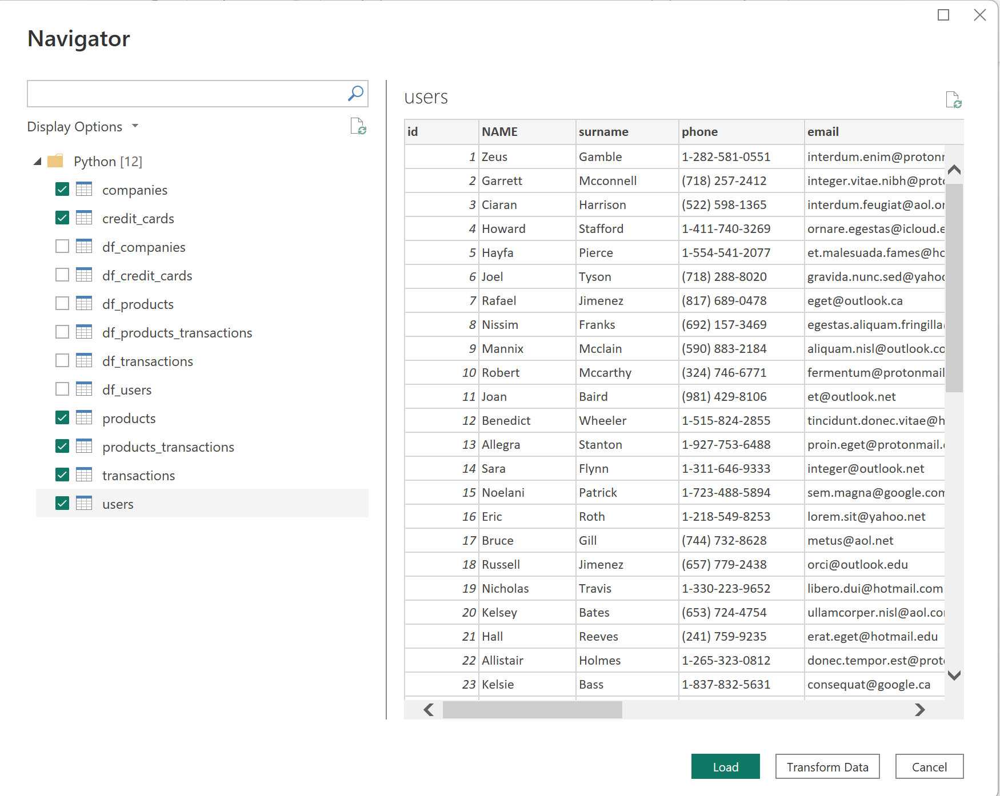 Navigator
Display Options
Python [12]
companies
credit_cards
df_companies
df_credit_cards
df_products
df_products_transactions
df_transactions
df_users
products
products_transactions
transactions
users
users
id NAME surname phone email
1 Zeus Gamble 1-282-581-0551 interdum.enim@proton
2 Garrett Mcconnell (718) 257-2412 integer.vitae.nibh@prot
3 Ciaran Harrison (522) 598-1365 interdum.feugiat@aol.o
4 Howard Stafford 1-411-740-3269 ornare.egestas@icloud.e
5 Hayfa Pierce 1-554-541-2077 et.malesuada.fames@ho
6 Joel Tyson (718) 288-8020 gravida.nunc.sed@yaho
7 Rafael Jimenez (817) 689-0478 eget@outlook.ca
8 Nissim Franks (692) 157-3469 egestas.aliquam.fringilla
9 Mannix Mcclain (590) 883-2184 aliquam.nisl@outlook.co
10 Robert Mccarthy (324) 746-6771 fermentum@protonmail
11 Joan Baird (981) 429-8106 et@outlook.net
12 Benedict Wheeler 1-515-824-2855 tincidunt.donec.vitae@h
13 Allegra Stanton 1-927-753-6488 proin.eget@protonmail.
14 Sara Flynn 1-311-646-9333 integer@outlook.net
15 Noelani Patrick 1-723-488-5894 sem.magna@google.com
16 Eric Roth 1-218-549-8253 lorem.sit@yahoo.net
17 Bruce Gill (744) 732-8628 metus@aol.net
18 Russell Jimenez (657) 779-2438 orci@outlook.edu
19 Nicholas Travis 1-330-223-9652 libero.dui@hotmail.com
20 Kelsey Bates (653) 724-4754 ullamcorper.nisl@aol.co
21 Hall Reeves (241) 759-9235 erat.eget@hotmail.edu
22 Allistair Holmes 1-265-323-0812 donec.tempor.est@prot
23 Kelsie Bass 1-837-832-5631 consequat@google.ca
Load Transform Data Cancel